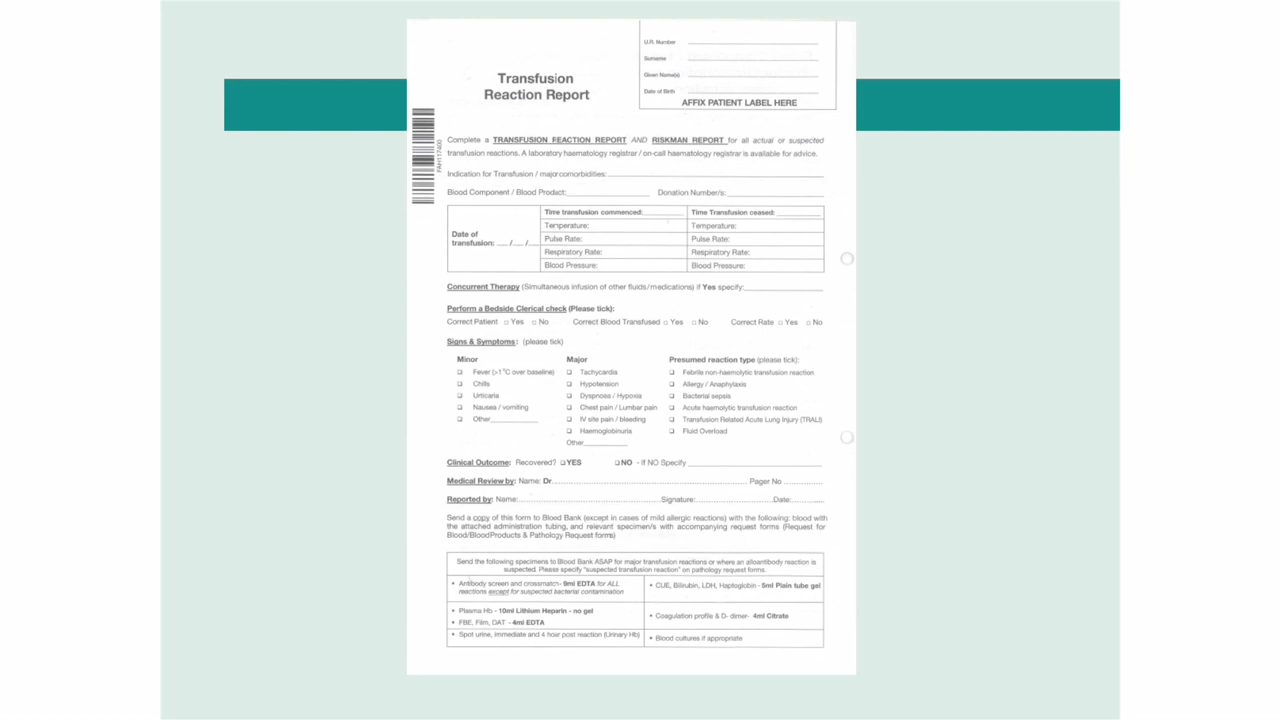 U.R. Number
Surname
Given Name(s)
Date of Birth
AFFIX PATIENT LABEL HERE
Transfusion
Reaction Report
FAH117400
Complete a TRANSFUSION REACTION REPORT AND RISKMAN REPORT for all actual or suspected
transfusion reactions. A laboratory haematology registrar / on-call haematology registrar is available for advice.
Indication for Transfusion / major comorbidities:
Blood Component / Blood Product: Donation Number/s:
Date of
transfusion: / /
Time transfusion commenced: Time Transfusion ceased:
Temperature: Temperature:
Pulse Rate: Pulse Rate:
Respiratory Rate: Respiratory Rate:
Blood Pressure: Blood Pressure:
Concurrent Therapy (Simultaneous infusion of other fluids/medications) if Yes specify:
Perform a Bedside Clerical check (Please tick):
Correct Patient □ Yes □ No Correct Blood Transfused □ Yes □ No Correct Rate □ Yes □ No
Signs & Symptoms: (please tick)
Minor Major Presumed reaction type (please tick):
❑ Fever (>1 °C over baseline) ❑ Tachycardia ❑ Febrile non-haemolytic transfusion reaction
❑ Chills ❑ Hypotension ❑ Allergy / Anaphylaxis
❑ Urticaria ❑ Dyspnoea / Hypoxia ❑ Bacterial sepsis
❑ Nausea / vomiting ❑ Chest pain / Lumbar pain ❑ Acute haemolytic transfusion reaction
❑ Other ❑ IV site pain / bleeding ❑ Transfusion Related Acute Lung Injury (TRALI)
❑ Haemoglobinuria ❑ Fluid Overload
Other
Clinical Outcome: Recovered? ❑ YES ❑ NO - If NO Specify
Medical Review by: Name: Dr. Pager No
Reported by: Name: Signature: Date:
Send a copy of this form to Blood Bank (except in cases of mild allergic reactions) with the following: blood with
the attached administration tubing, and relevant specimen/s with accompanying request forms (Request for
Blood/BloodProducts & Pathology Request forms)
Send the following specimens to Blood Bank ASAP for major transfusion reactions or where an alloantibody reaction is
suspected. Please specify "suspected transfusion reaction" on pathology request forms.
• Antibody screen and crossmatch- 9ml EDTA for ALL
reactions except for suspected bacterial contamination
• CUE, Bilirubin, LDH, Haptoglobin - 5ml Plain tube gel
• Plasma Hb - 10ml Lithium Heparin - no gel
• FBE, Film, DAT - 4ml EDTA
• Coagulation profile & D- dimer- 4ml Citrate
• Spot urine, immediate and 4 hour post reaction (Urinary Hb)
• Blood cultures if appropriate